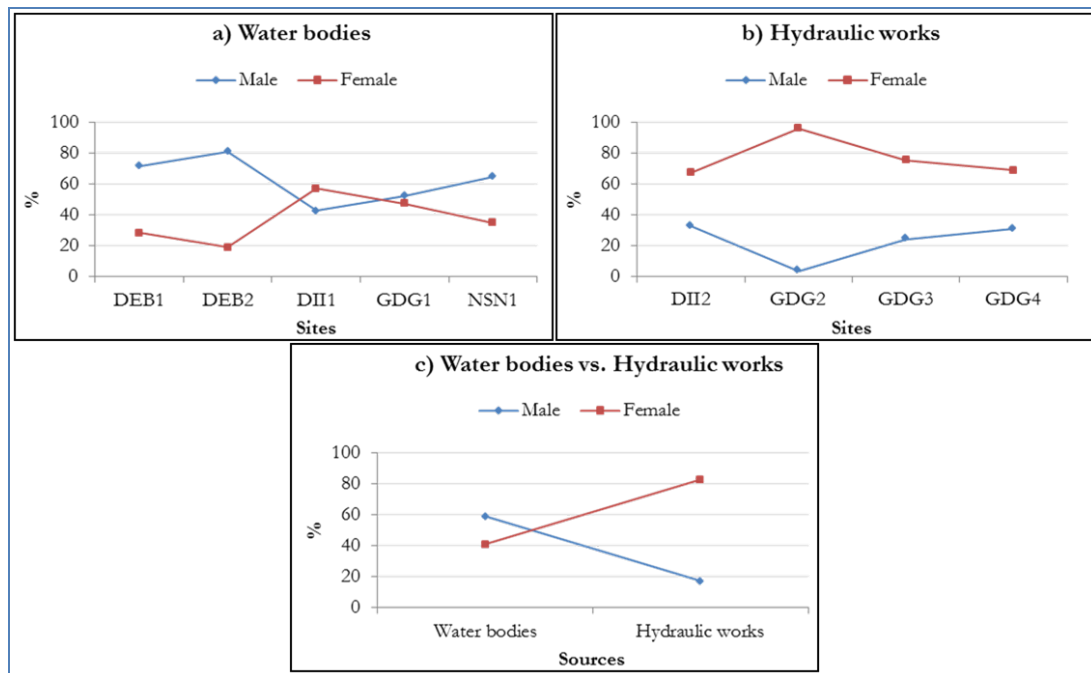 a) Water bodies
Male Female
100
80
60
40
20
0
%
DEB1 DEB2 DII1 GDG1 NSN1
Sites
b) Hydraulic works
Male Female
100
80
60
40
20
0
%
DII2 GDG2 GDG3 GDG4
Sites
c) Water bodies vs. Hydraulic works
Male Female
100
80
60
40
20
0
%
Water bodies Hydraulic works
Sources